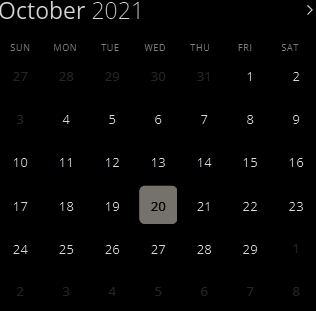 October 2021
SUN MON TUE WED THU FRI SAT
27 28 29 30 31 1 2
3 4 5 6 7 8 9
10 11 12 13 14 15 16
17 18 19 20 21 22 23
24 25 26 27 28 29 1
2 3 4 5 6 7 8